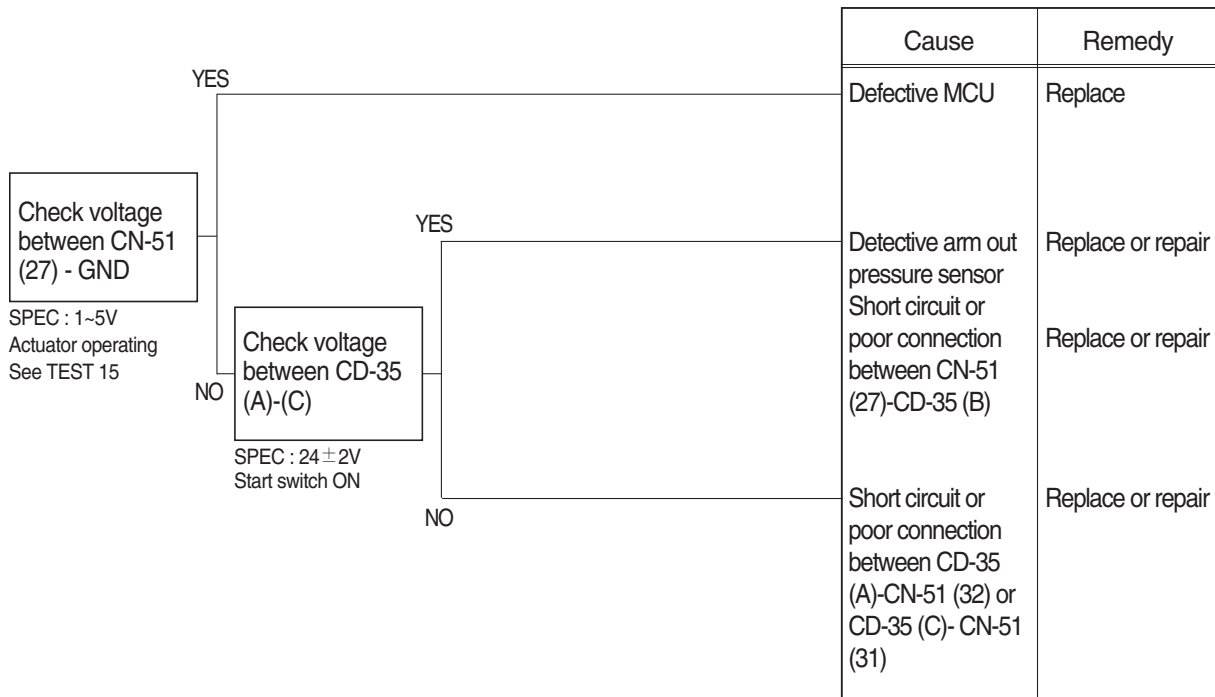 Cause Remedy
YES
Defective MCU Replace
Check voltage
between CN-51
(27) - GND
SPEC : 1~5V
Actuator operating
See TEST 15
YES
Detective arm out
pressure sensor
Replace or repair
Short circuit or
poor connection
between CN-51
(27)-CD-35 (B)
Replace or repair
NO
Check voltage
between CD-35
(A)-(C)
SPEC : 24±2V
Start switch ON
NO
Short circuit or
poor connection
between CD-35
(A)-CN-51 (32) or
CD-35 (C)- CN-51
(31)
Replace or repair